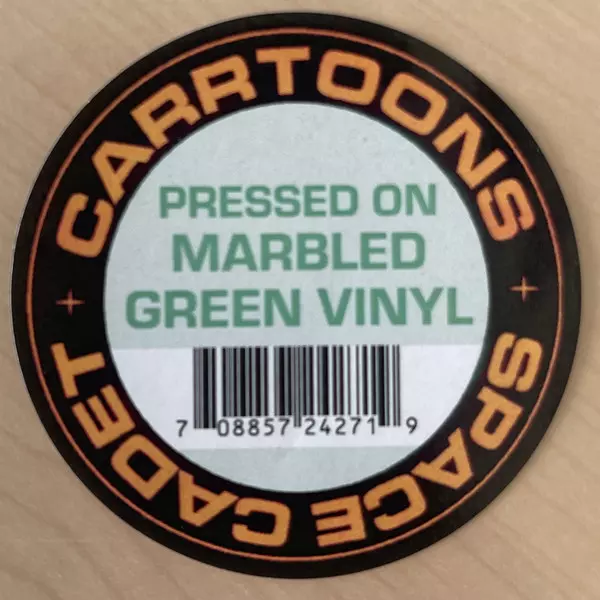 CARRTOONS
PRESSED ON
MARBLED
GREEN VINYL
7 08857 24271 9
SPACE CADET